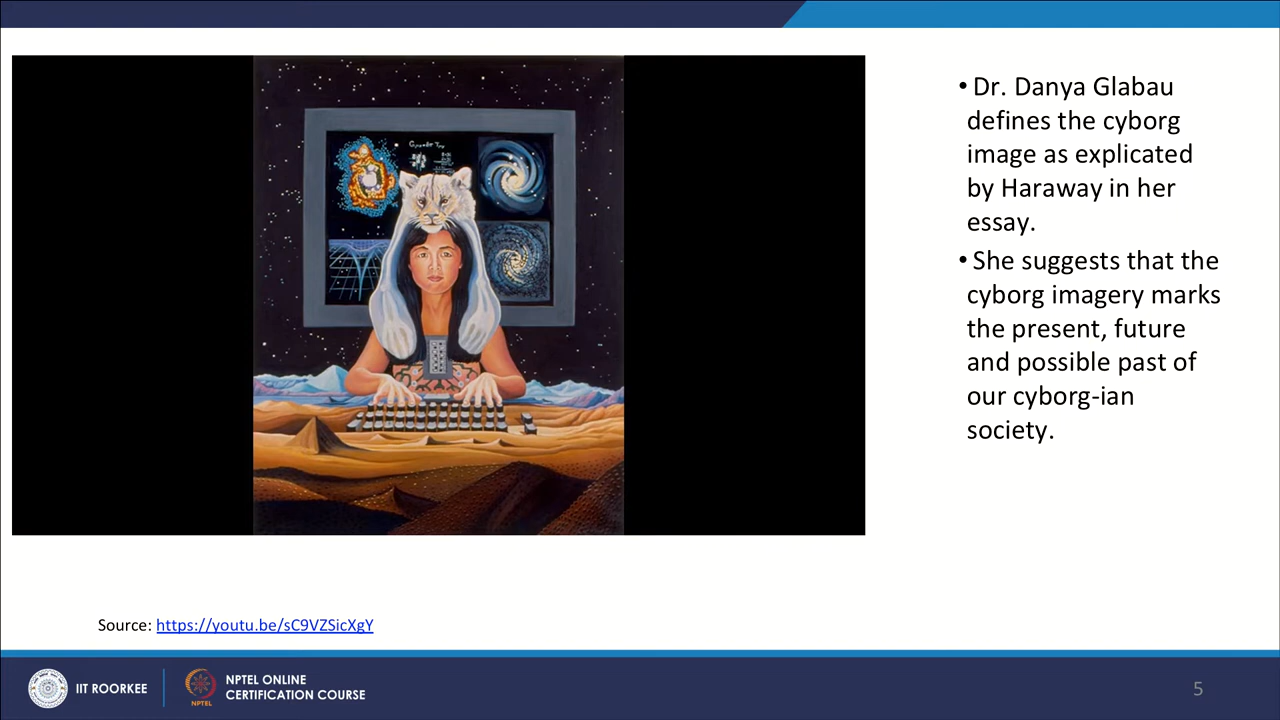 • Dr. Danya Glabau
defines the cyborg
image as explicated
by Haraway in her
essay.
• She suggests that the
cyborg imagery marks
the present, future
and possible past of
our cyborg-ian
society.
Source: https://youtu.be/sC9VZSicXgY
IIT ROORKEE
NPTEL
NPTEL ONLINE
CERTIFICATION COURSE
5